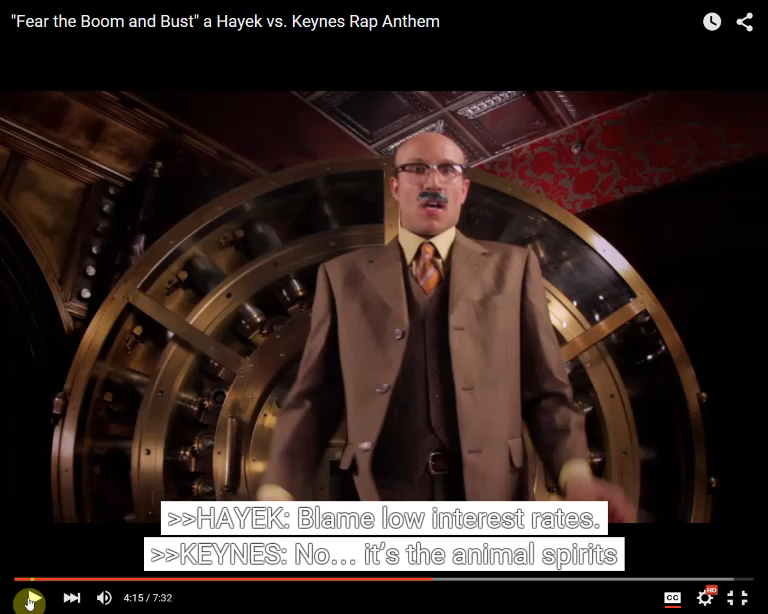 "Fear the Boom and Bust" a Hayek vs. Keynes Rap Anthem
>>HAYEK: Blame low interest rates.
>>KEYNES: No... it's the animal spirits
4:15 / 7:32
CC
HD